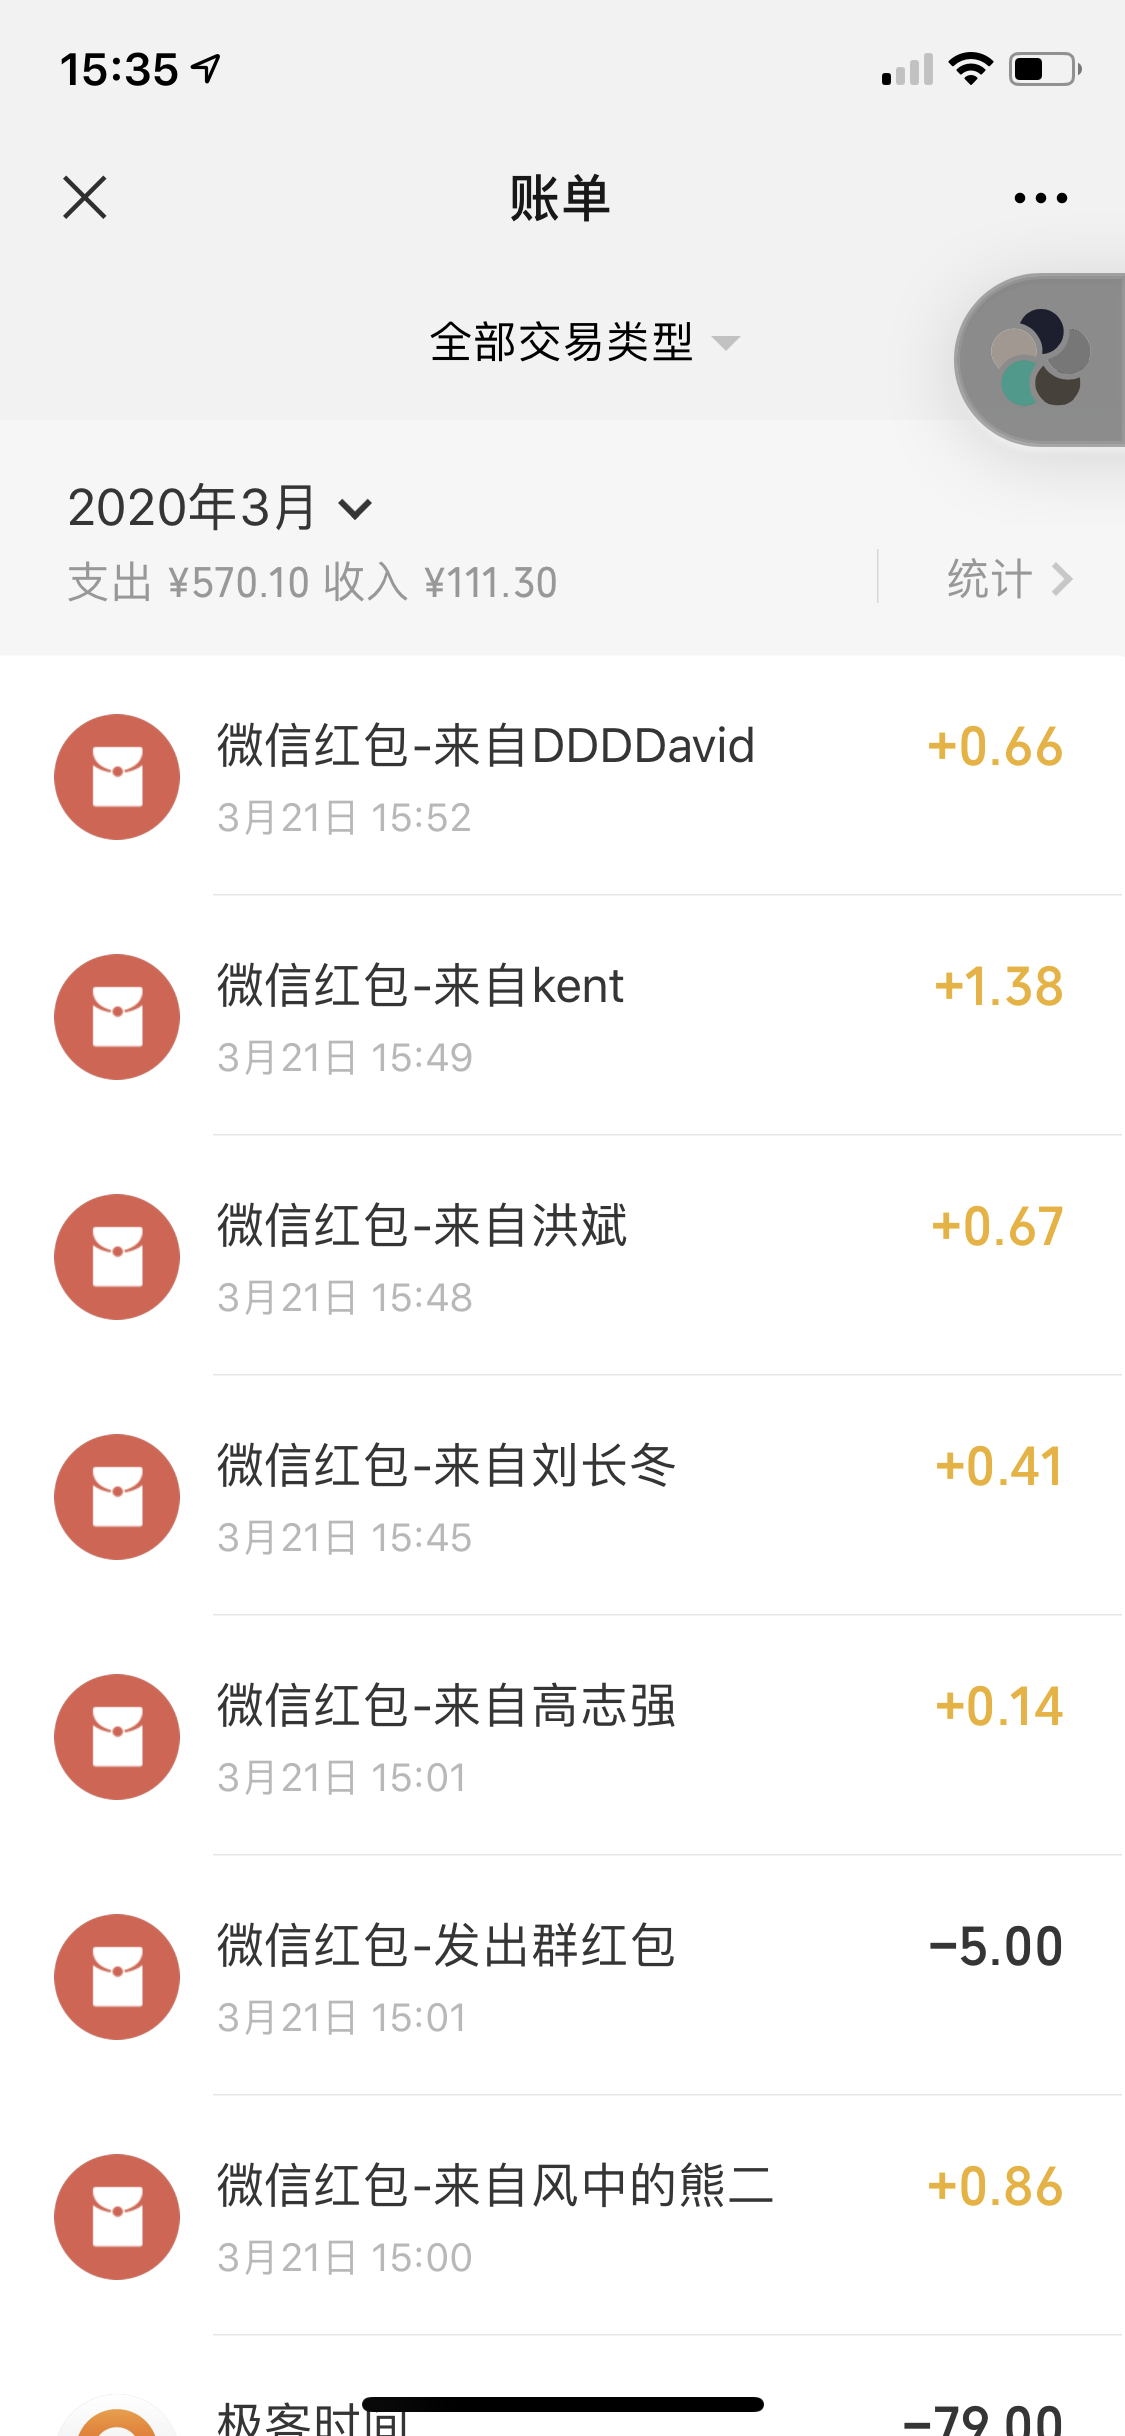 15:35
账单
全部交易类型
2020年3月
支出 ¥570.10 收入 ¥111.30
统计
微信红包-来自DDDDavid +0.66
3月21日 15:52
微信红包-来自kent +1.38
3月21日 15:49
微信红包-来自洪斌 +0.67
3月21日 15:48
微信红包-来自刘长冬 +0.41
3月21日 15:45
微信红包-来自高志强 +0.14
3月21日 15:01
微信红包-发出群红包 -5.00
3月21日 15:01
微信红包-来自风中的熊二 +0.86
3月21日 15:00
极客时间 -79.00